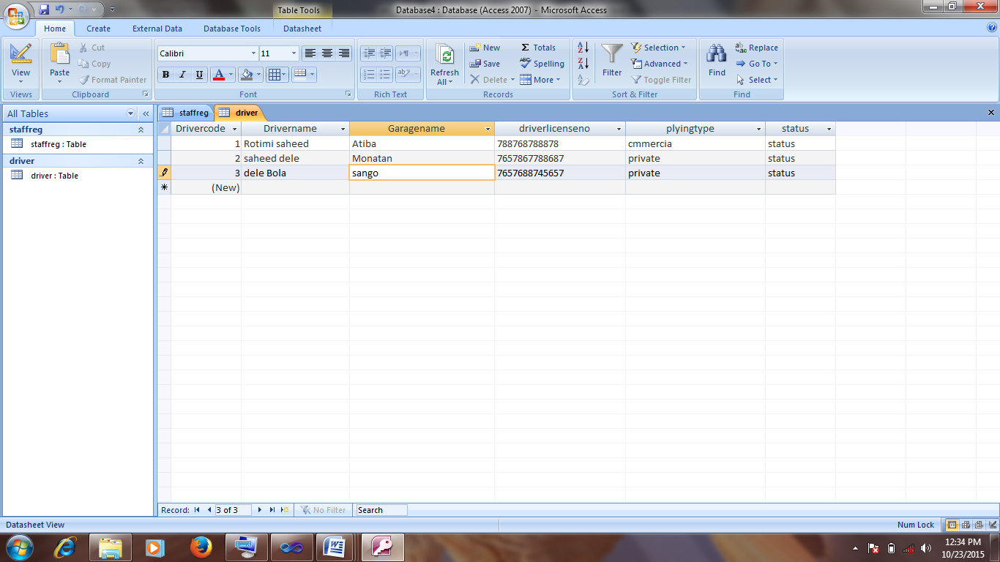 Table Tools
Database4 : Database (Access 2007) - Microsoft Access
Home Create External Data Database Tools Datasheet
View
Views
Paste
Cut
Copy
Format Painter
Clipboard
Calibri 11
B I U A
Font
Rich Text
Refresh All
New
Save
Delete
Σ Totals
Spelling
More
Records
Filter
Selection
Advanced
Toggle Filter
Sort & Filter
Find
Replace
Go To
Select
Find
All Tables
staffreg
staffreg : Table
driver
driver : Table
staffreg driver
Drivercode Drivername Garagename driverlicenseno plyingtype status
1 Rotimi saheed Atiba 788768788878 cmmercia status
2 saheed dele Monatan 7657867788687 private status
3 dele Bola sango 7657688745657 private status
(New)
Record: 3 of 3 No Filter Search
Datasheet View
Num Lock
12:34 PM
10/23/2015